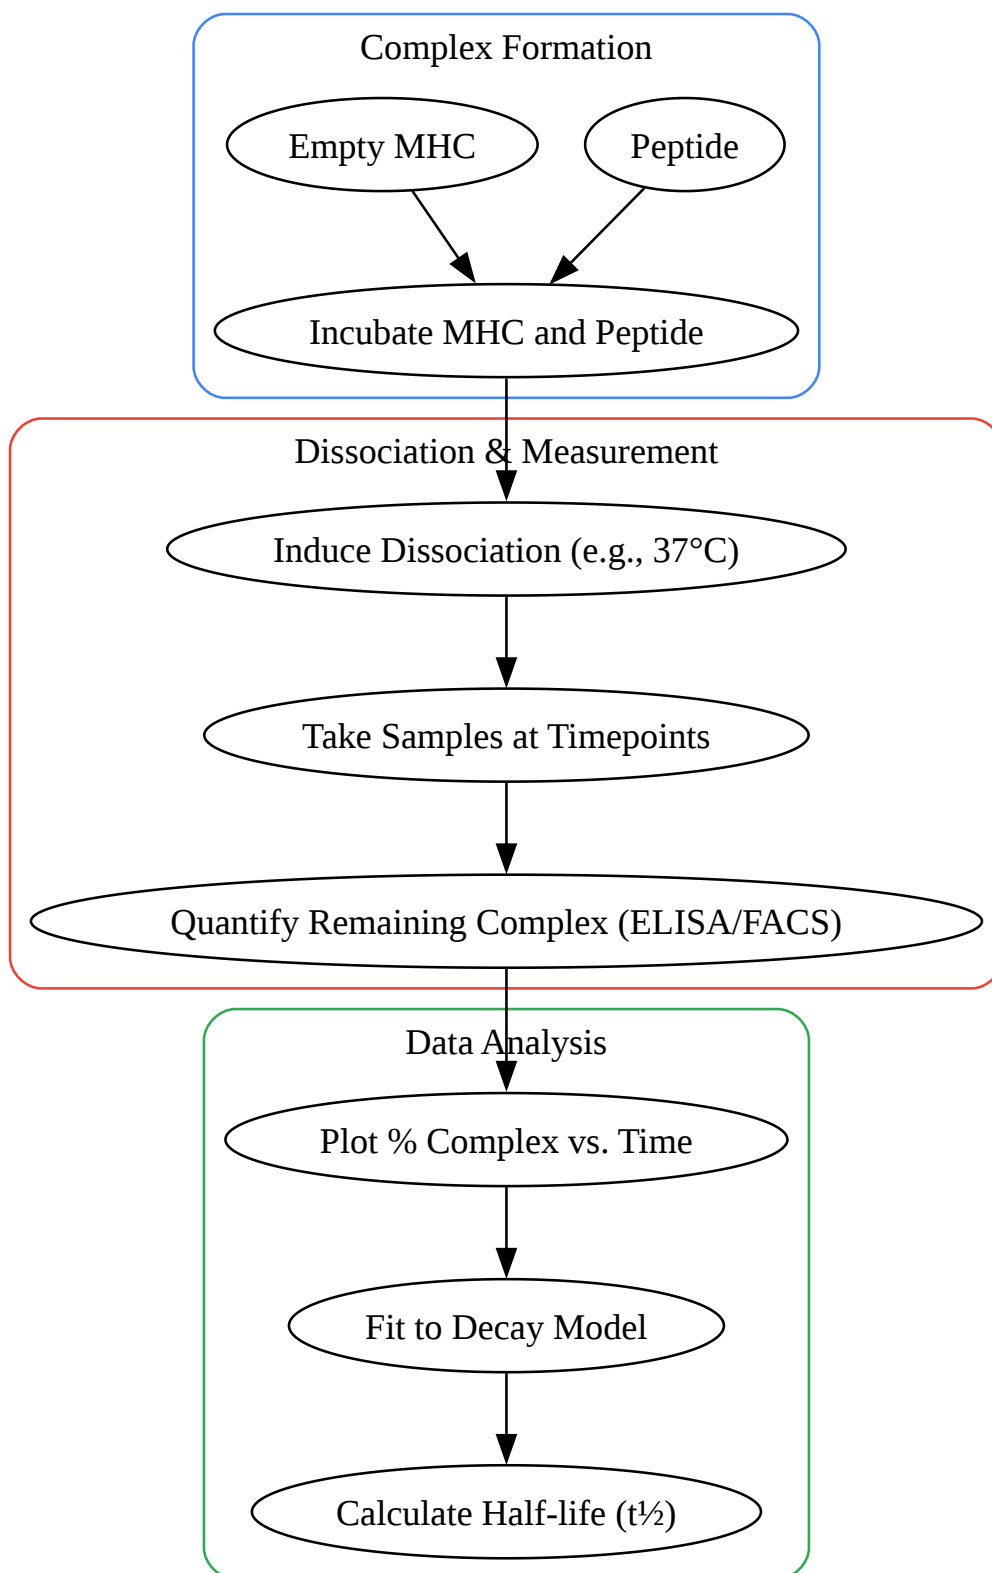 Complex Formation
Empty MHC
Peptide
Incubate MHC and Peptide
Dissociation & Measurement
Induce Dissociation (e.g., 37°C)
Take Samples at Timepoints
Quantify Remaining Complex (ELISA/FACS)
Data Analysis
Plot % Complex vs. Time
Fit to Decay Model
Calculate Half-life (t½)